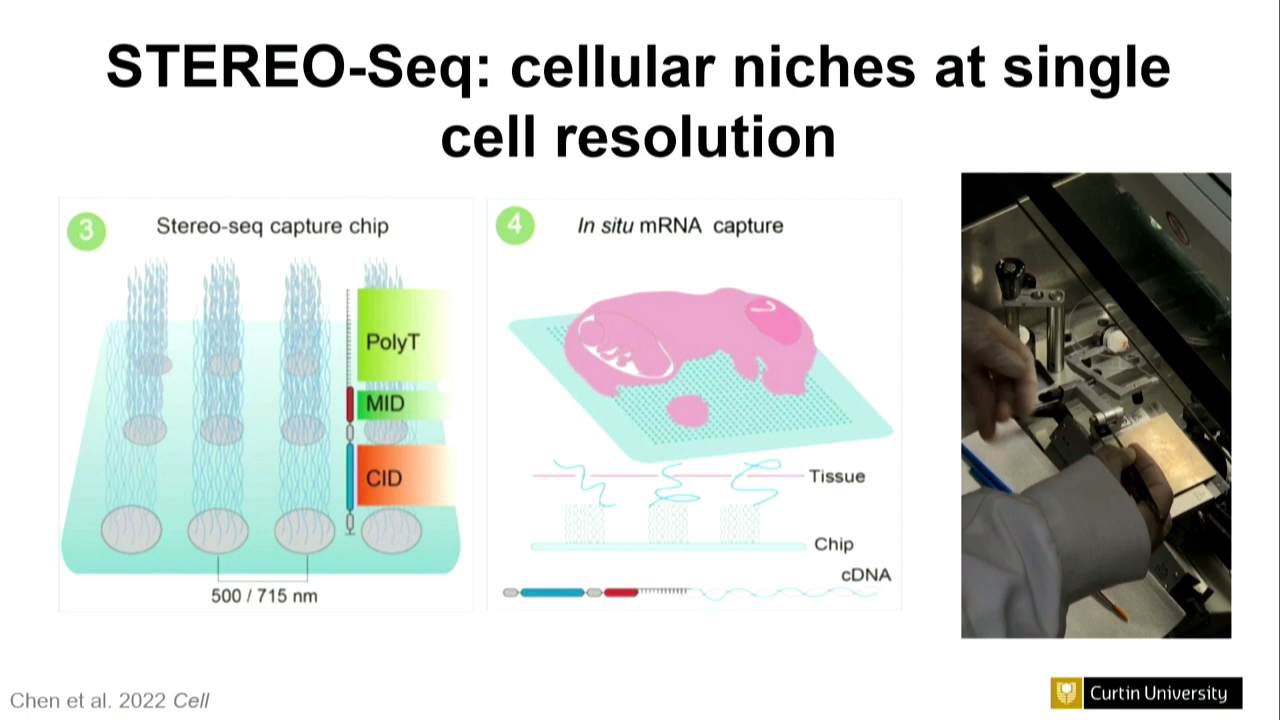 STEREO-Seq: cellular niches at single
cell resolution
3
Stereo-seq capture chip
PolyT
MID
CID
500 / 715 nm
4
In situ mRNA capture
Tissue
Chip
cDNA
Chen et al. 2022 Cell
Curtin University